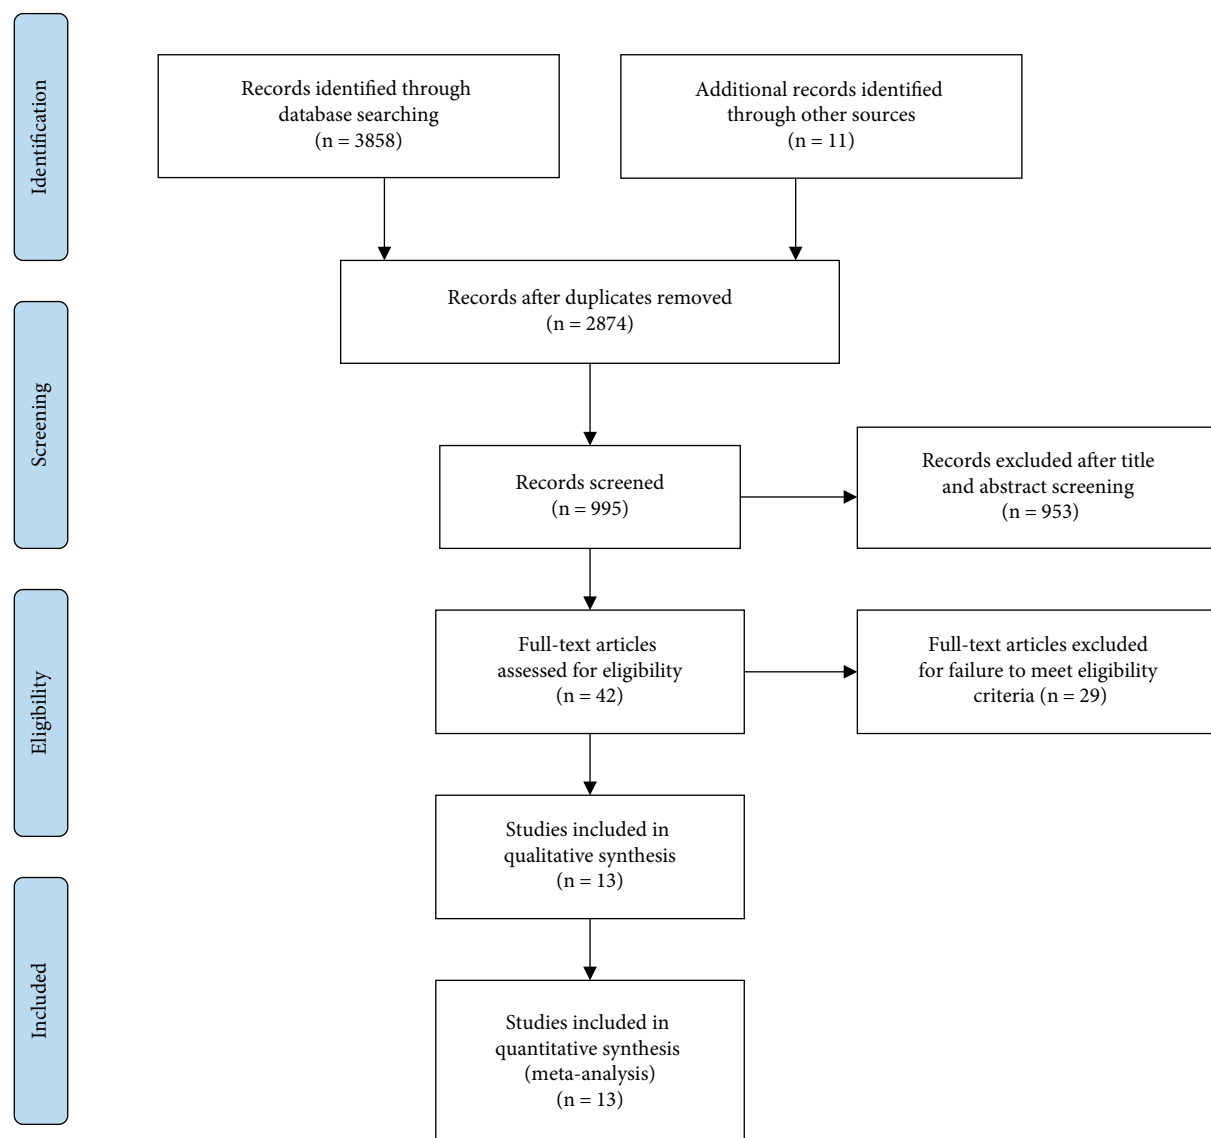 Identification
Records identified through
database searching
(n = 3858)
Additional records identified
through other sources
(n = 11)
Records after duplicates removed
(n = 2874)
Screening
Records screened
(n = 995)
Records excluded after title
and abstract screening
(n = 953)
Eligibility
Full-text articles
assessed for eligibility
(n = 42)
Full-text articles excluded
for failure to meet eligibility
criteria (n = 29)
Studies included in
qualitative synthesis
(n = 13)
Included
Studies included in
quantitative synthesis
(meta-analysis)
(n = 13)